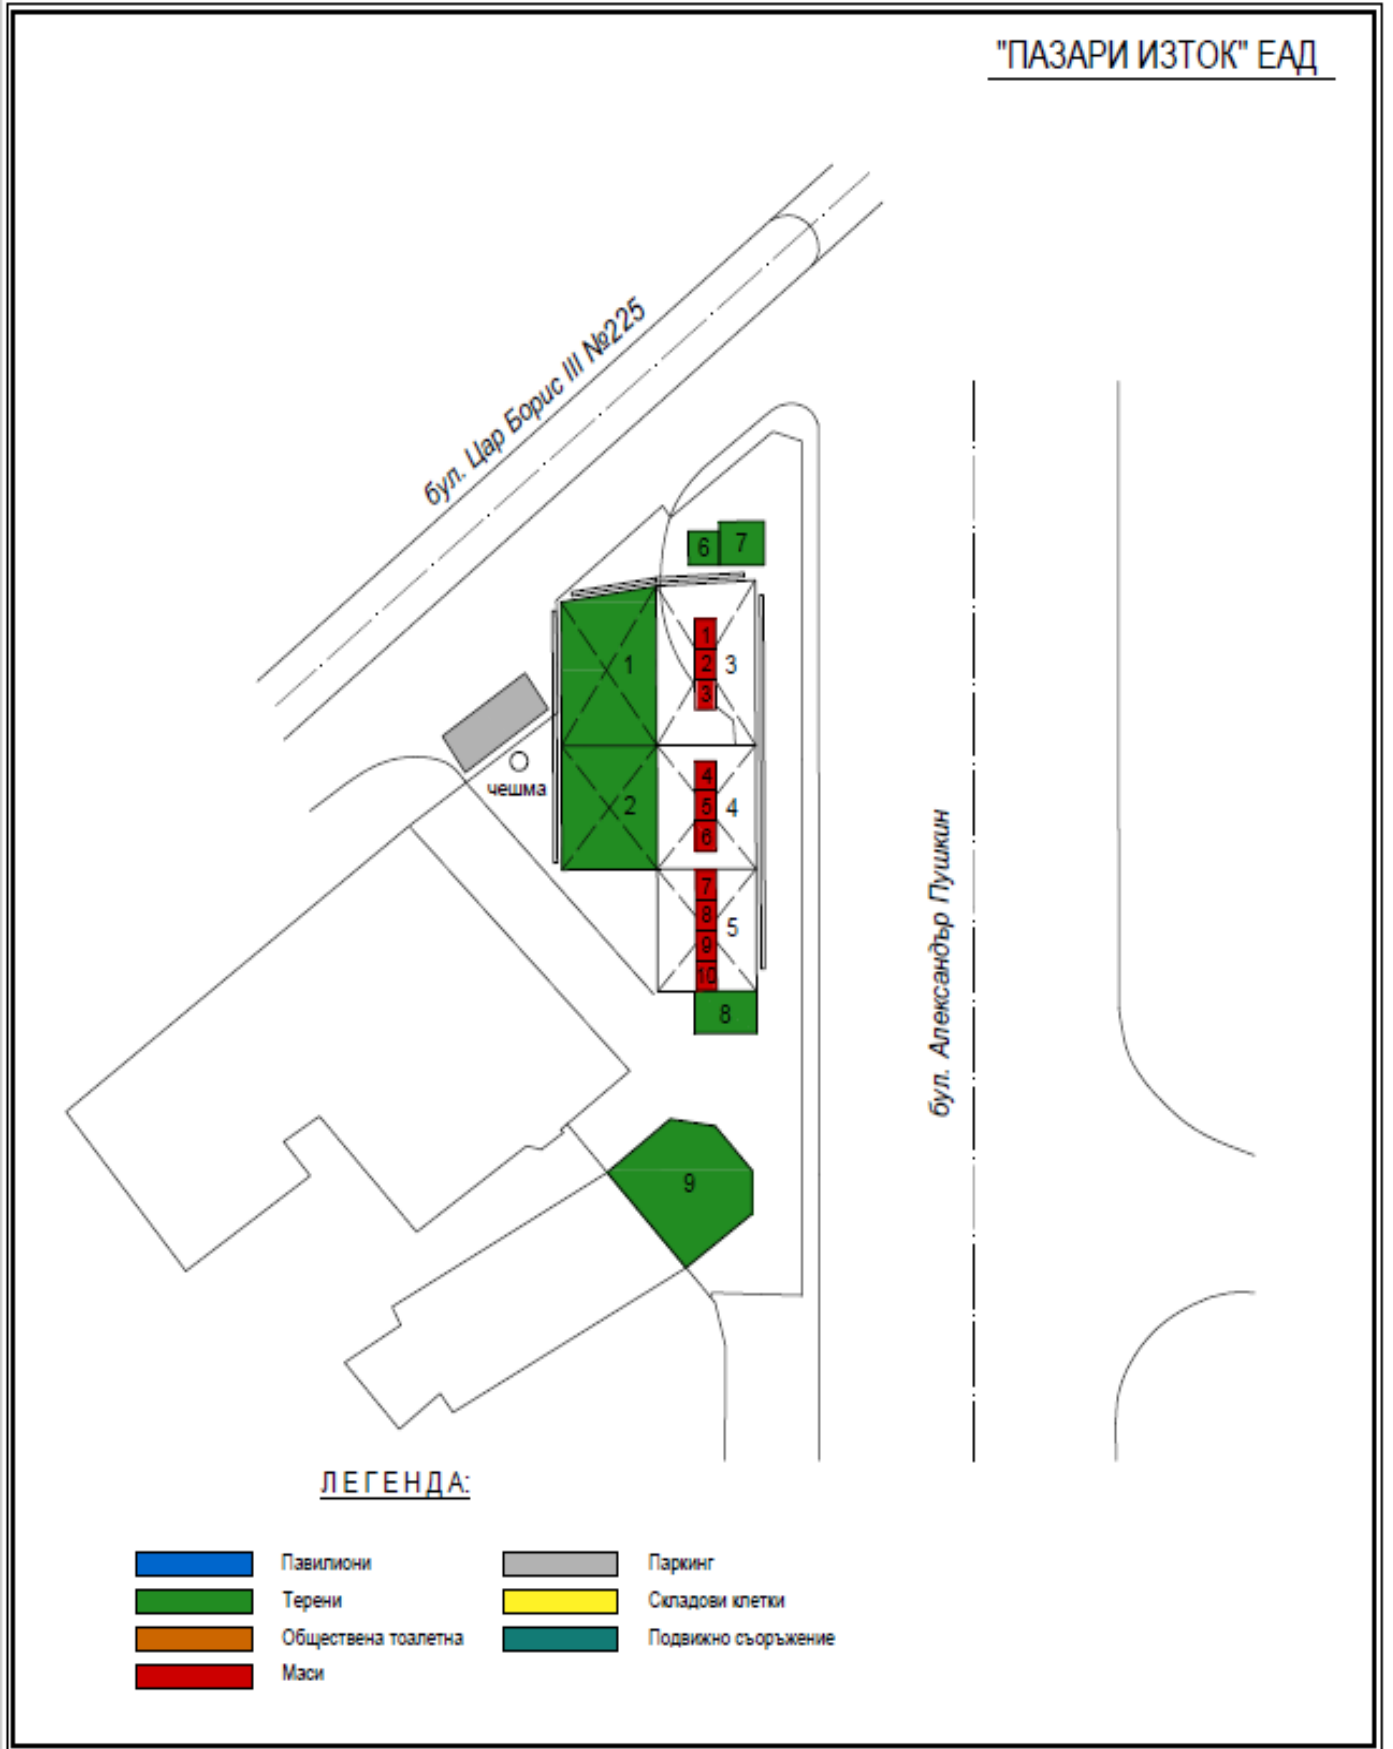 "ПАЗАРИ ИЗТОК" ЕАД
бул. Цар Борис III №225
6
7
1
1
2
3
3
чешма
2
4
5
4
6
7
8
5
9
10
8
бул. Александър Пушкин
9
ЛЕГЕНДА:
Павилиони
Паркинг
Терени
Складови клетки
Обществена тоалетна
Подвижно съоръжение
Маси